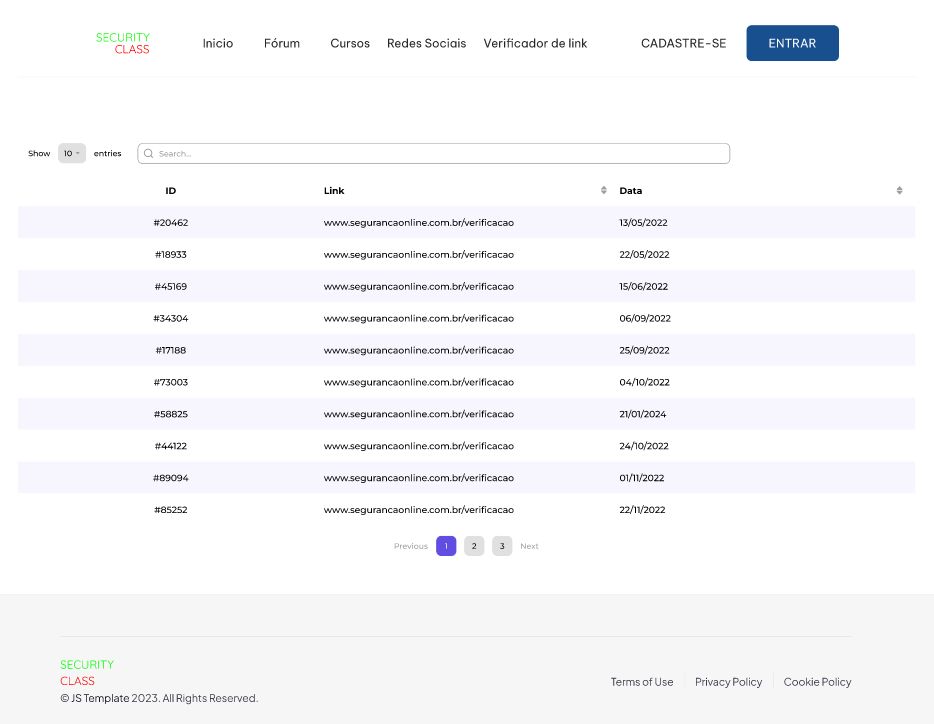 SECURITY
CLASS
Inicio Fórum Cursos Redes Sociais Verificador de link CADASTRE-SE ENTRAR
Show 10 entries Search...
ID Link Data
#20462 www.segurancaonline.com.br/verificacao 13/05/2022
#18933 www.segurancaonline.com.br/verificacao 22/05/2022
#45169 www.segurancaonline.com.br/verificacao 15/06/2022
#34304 www.segurancaonline.com.br/verificacao 06/09/2022
#17188 www.segurancaonline.com.br/verificacao 25/09/2022
#73003 www.segurancaonline.com.br/verificacao 04/10/2022
#58825 www.segurancaonline.com.br/verificacao 21/01/2024
#44122 www.segurancaonline.com.br/verificacao 24/10/2022
#89094 www.segurancaonline.com.br/verificacao 01/11/2022
#85252 www.segurancaonline.com.br/verificacao 22/11/2022
Previous 1 2 3 Next
SECURITY
CLASS
© JS Template 2023. All Rights Reserved.
Terms of Use Privacy Policy Cookie Policy